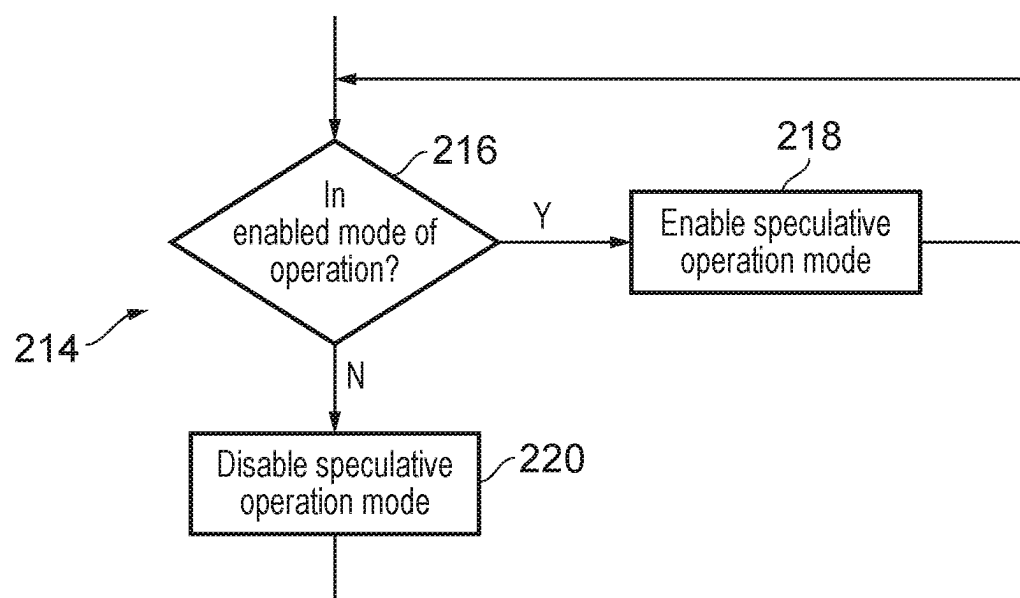 216
In
enabled mode of
operation?
Y
218
Enable speculative
operation mode
214
N
Disable speculative
operation mode
220